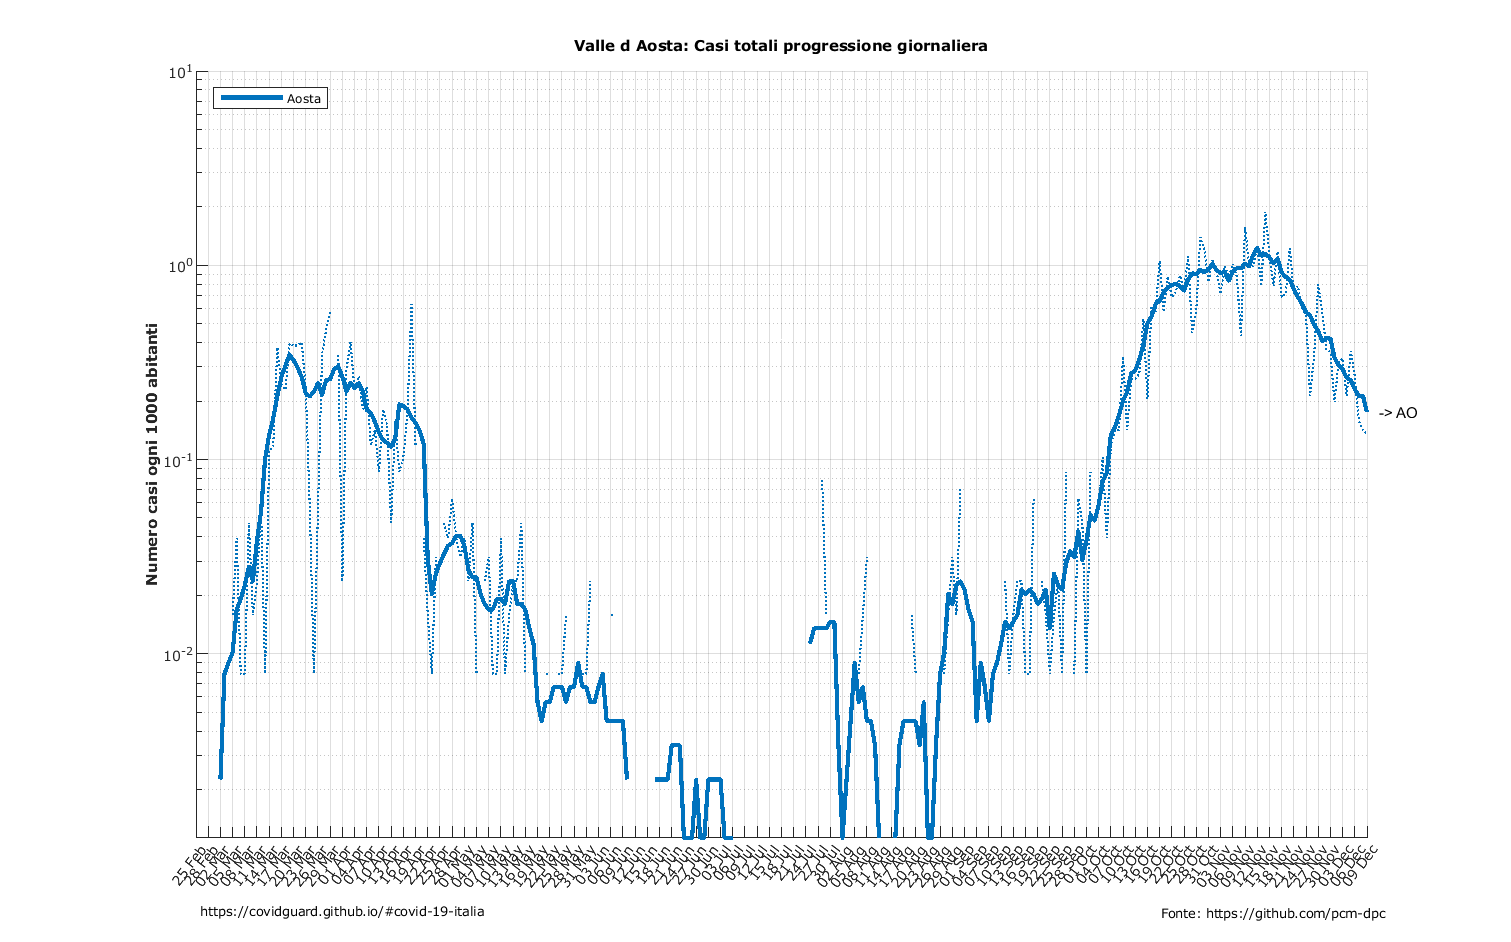 Valle d Aosta: Casi totali progressione giornaliera
Aosta
10^1
10^0
10^-1
10^-2
Numero casi ogni 1000 abitanti
-> AO
25 Feb
28 Feb
02 Mar
05 Mar
08 Mar
11 Mar
14 Mar
17 Mar
20 Mar
23 Mar
26 Mar
29 Mar
01 Apr
04 Apr
07 Apr
10 Apr
13 Apr
16 Apr
19 Apr
22 Apr
25 Apr
28 Apr
01 May
04 May
07 May
10 May
13 May
16 May
19 May
22 May
25 May
28 May
31 May
03 Jun
06 Jun
09 Jun
12 Jun
15 Jun
18 Jun
21 Jun
24 Jun
27 Jun
30 Jun
03 Jul
06 Jul
09 Jul
12 Jul
15 Jul
18 Jul
21 Jul
24 Jul
27 Jul
30 Jul
02 Aug
05 Aug
08 Aug
11 Aug
14 Aug
17 Aug
20 Aug
23 Aug
26 Aug
29 Aug
01 Sep
04 Sep
07 Sep
10 Sep
13 Sep
16 Sep
19 Sep
22 Sep
25 Sep
28 Sep
01 Oct
04 Oct
07 Oct
10 Oct
13 Oct
16 Oct
19 Oct
22 Oct
25 Oct
28 Oct
31 Oct
03 Nov
06 Nov
09 Nov
12 Nov
15 Nov
18 Nov
21 Nov
24 Nov
27 Nov
30 Nov
03 Dec
06 Dec
09 Dec
https://covidguard.github.io/#covid-19-italia
Fonte: https://github.com/pcm-dpc